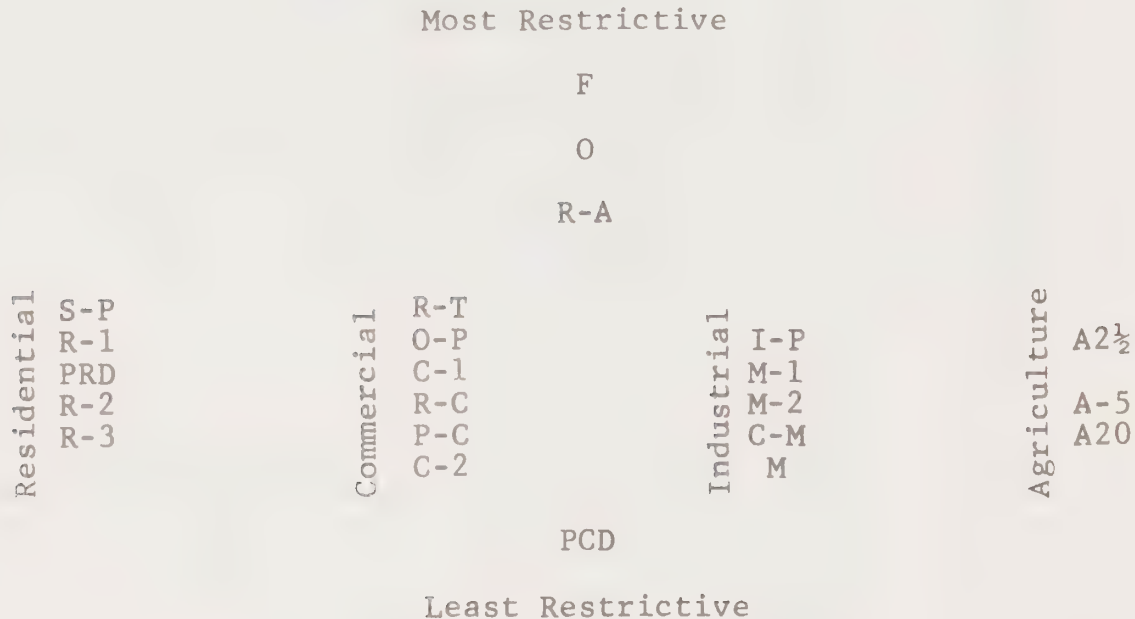 Most Restrictive
F
O
R-A
Residential
S-P
R-1
PRD
R-2
R-3
Commercial
R-T
O-P
C-1
R-C
P-C
C-2
Industrial
I-P
M-1
M-2
C-M
M
Agriculture
A2½
A-5
A20
PCD
Least Restrictive